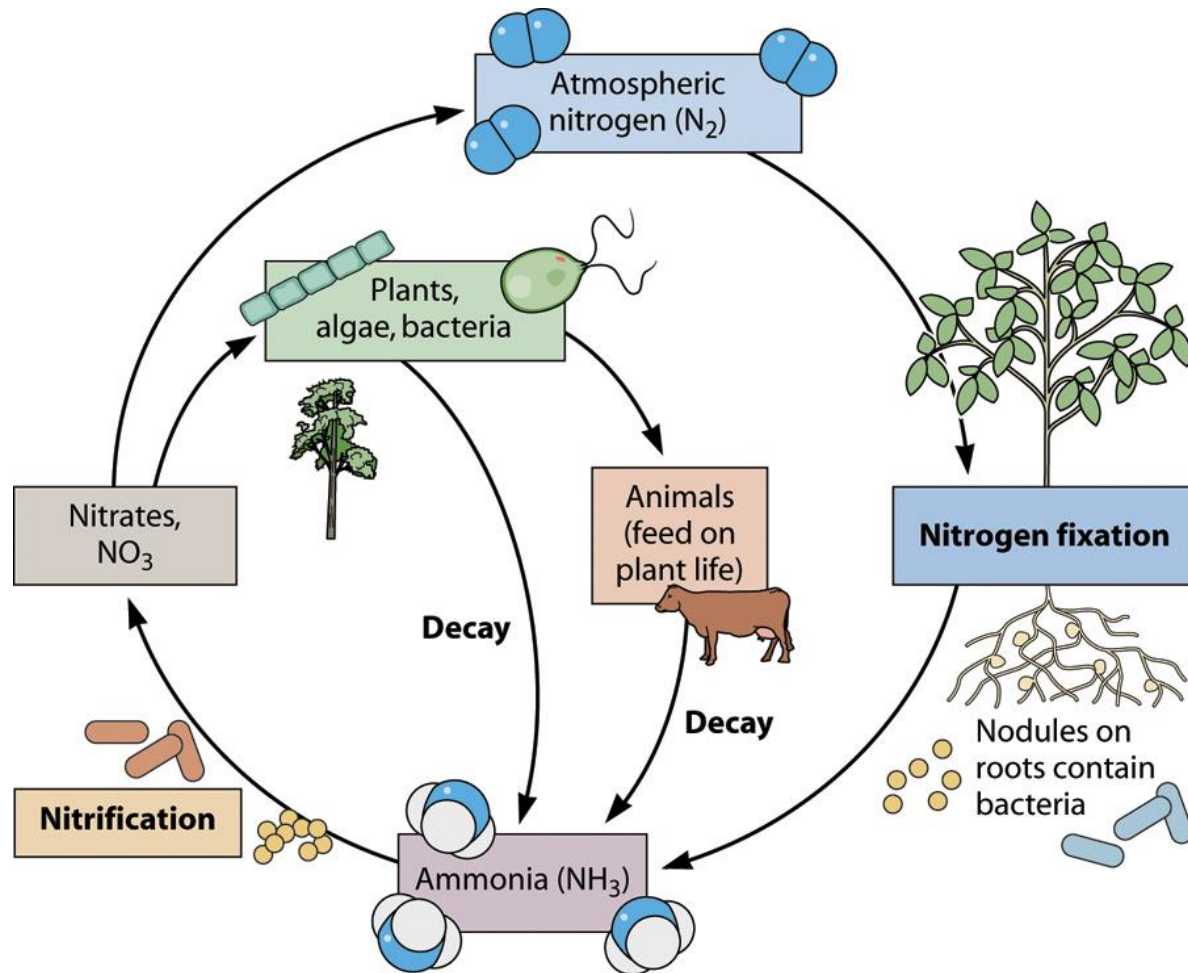 Atmospheric
nitrogen (N₂)
Plants,
algae, bacteria
Nitrates,
NO₃
Animals
(feed on
plant life)
Nitrogen fixation
Decay
Decay
Nodules on
roots contain
bacteria
Nitrification
Ammonia (NH₃)